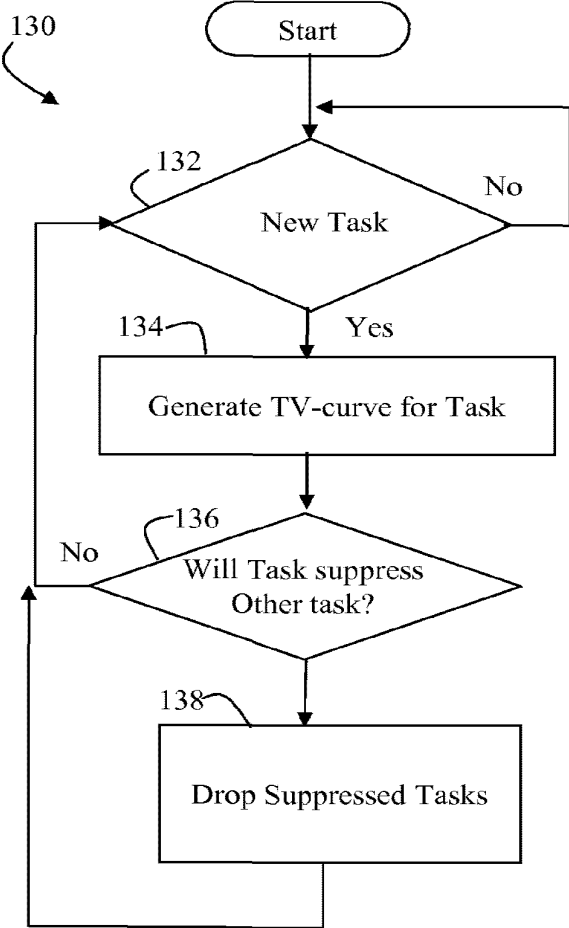 130
Start
132
No
New Task
134
Yes
Generate TV-curve for Task
136
No
Will Task suppress
Other task?
138
Drop Suppressed Tasks